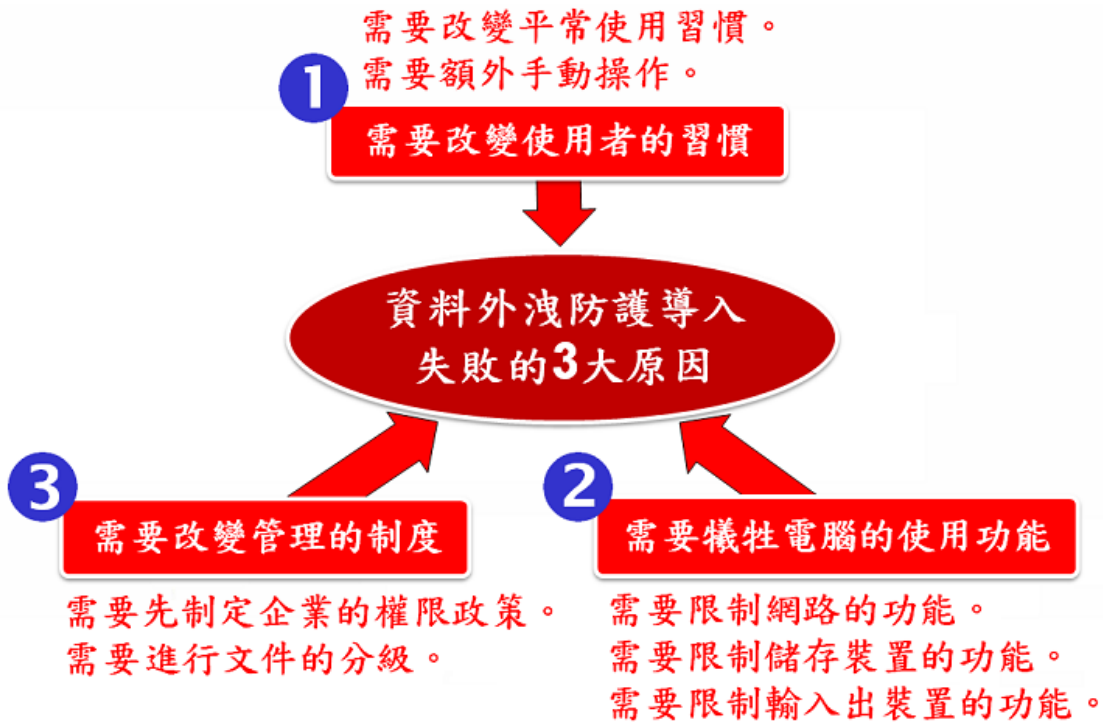 需要改變平常使用習慣。
需要額外手動操作。
1
需要改變使用者的習慣
資料外洩防護導入
失敗的3大原因
3
需要改變管理的制度
需要先制定企業的權限政策。
需要進行文件的分級。
2
需要犧牲電腦的使用功能
需要限制網路的功能。
需要限制儲存裝置的功能。
需要限制輸入出裝置的功能。